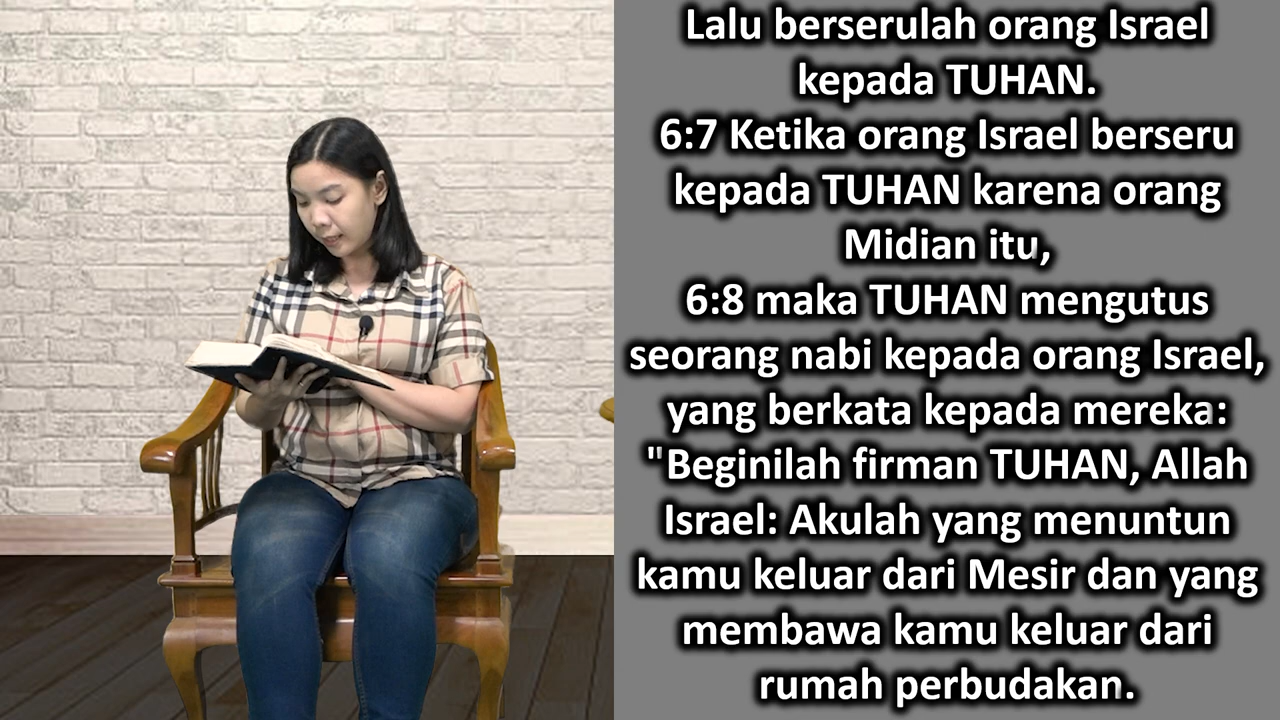 Lalu berserulah orang Israel
kepada TUHAN.
6:7 Ketika orang Israel berseru
kepada TUHAN karena orang
Midian itu,
6:8 maka TUHAN mengutus
seorang nabi kepada orang Israel,
yang berkata kepada mereka:
"Beginilah firman TUHAN, Allah
Israel: Akulah yang menuntun
kamu keluar dari Mesir dan yang
membawa kamu keluar dari
rumah perbudakan.